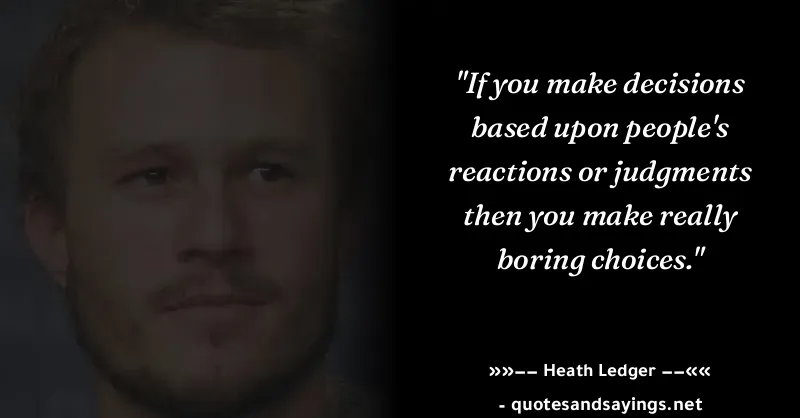 "If you make decisions
based upon people's
reactions or judgments
then you make really
boring choices."
»»–– Heath Ledger ––««
- quotesandsayings.net